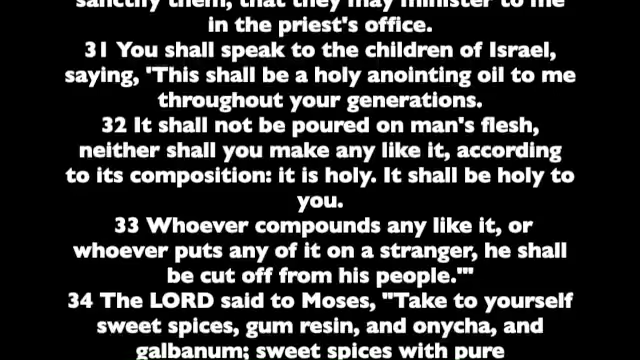 sanctify them, that they may minister to me
in the priest's office.
31 You shall speak to the children of Israel,
saying, 'This shall be a holy anointing oil to me
throughout your generations.
32 It shall not be poured on man's flesh,
neither shall you make any like it, according
to its composition: it is holy. It shall be holy to
you.
33 Whoever compounds any like it, or
whoever puts any of it on a stranger, he shall
be cut off from his people.'"
34 The LORD said to Moses, "Take to yourself
sweet spices, gum resin, and onycha, and
galbanum; sweet spices with pure